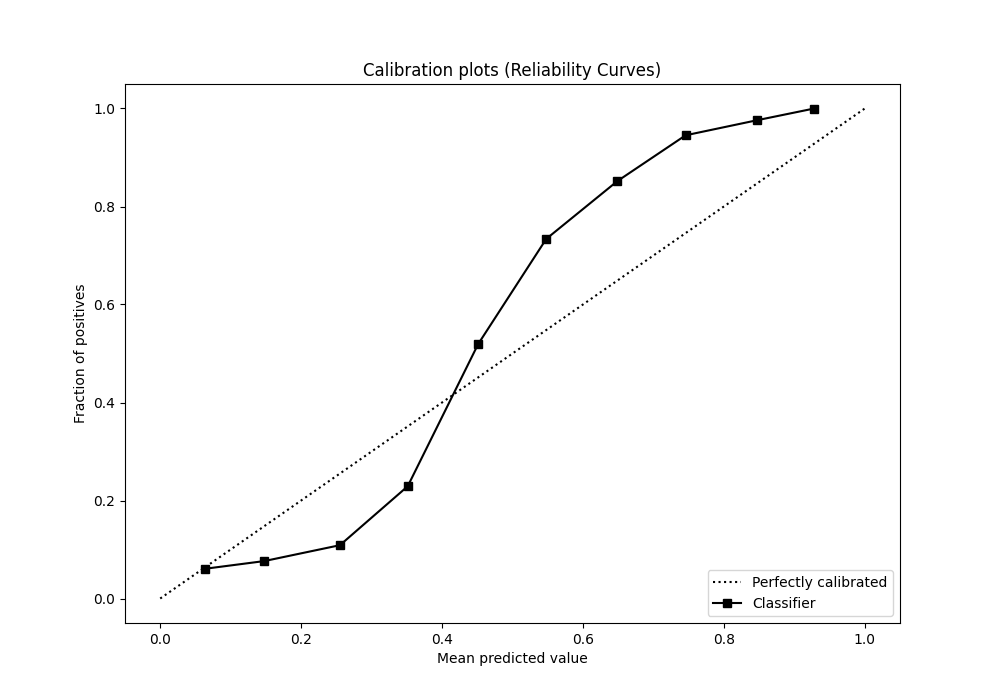 Calibration plots (Reliability Curves)
Fraction of positives
1.0
0.8
0.6
0.4
0.2
0.0
0.0 0.2 0.4 0.6 0.8 1.0
Mean predicted value
Perfectly calibrated
Classifier